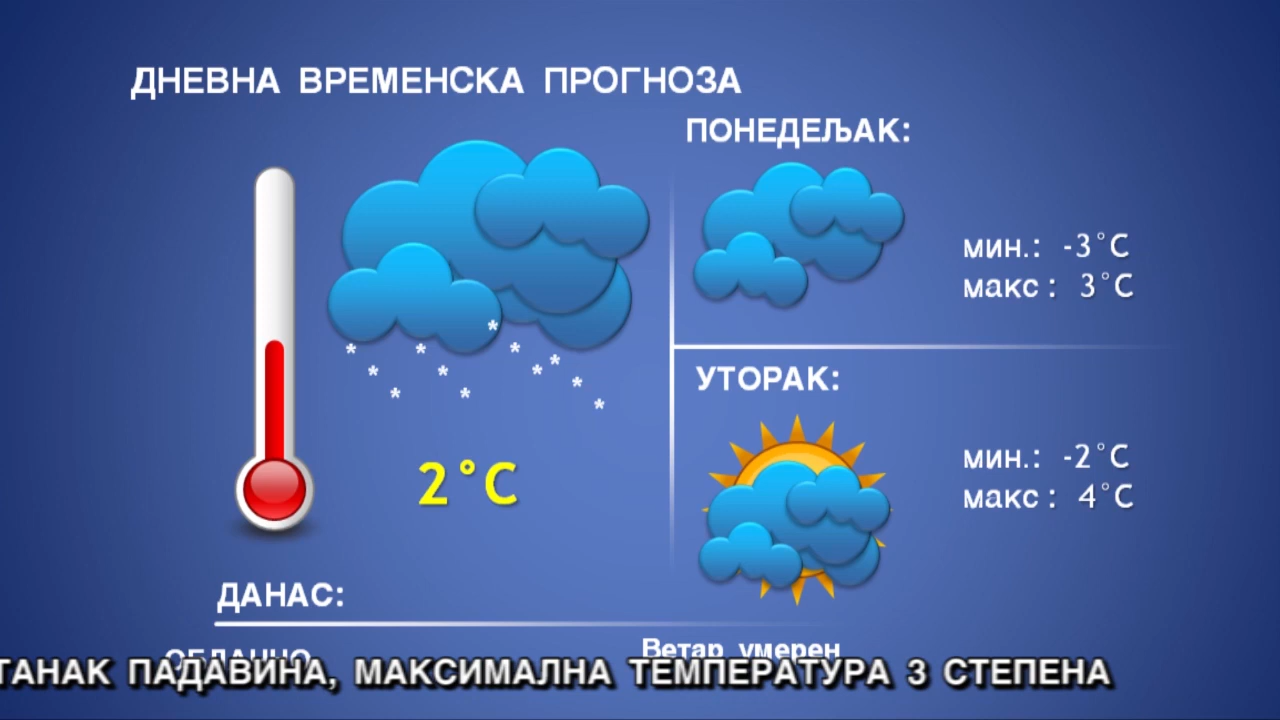 ДНЕВНА ВРЕМЕНСКА ПРОГНОЗА
ПОНЕДЕЉАК:
мин.: -3°C
макс: 3°C
УТОРАК:
мин.: -2°C
макс: 4°C
2°C
ДАНАС:
ОБЛАЧНО
Ветар умерен
ТАНАК ПАДАВИНА, МАКСИМАЛНА ТЕМПЕРАТУРА 3 СТЕПЕНА